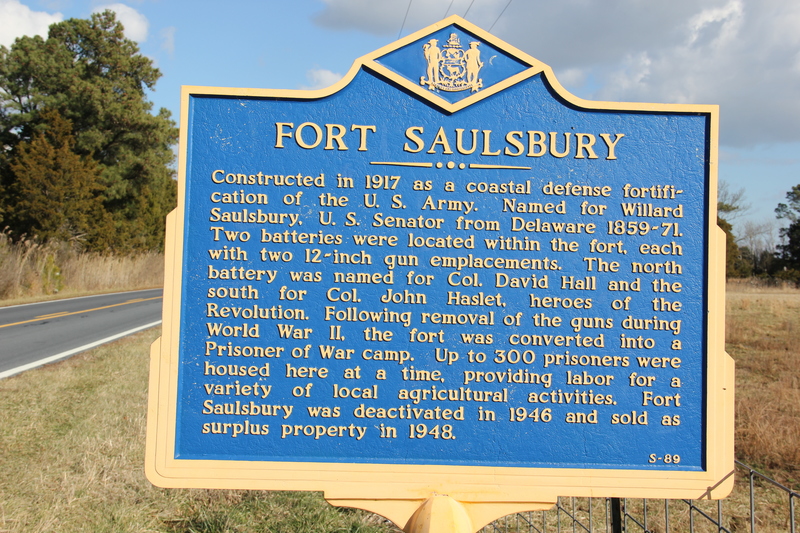 FORT SAULSBURY
Constructed in 1917 as a coastal defense fortifi-
cation of the U. S. Army. Named for Willard
Saulsbury, U. S. Senator from Delaware 1859-71.
Two batteries were located within the fort, each
with two 12-inch gun emplacements. The north
battery was named for Col. David Hall and the
south for Col. John Haslet, heroes of the
Revolution. Following removal of the guns during
World War II, the fort was converted into a
Prisoner of War camp. Up to 300 prisoners were
housed here at a time, providing labor for a
variety of local agricultural activities. Fort
Saulsbury was deactivated in 1946 and sold as
surplus property in 1948.
S-89